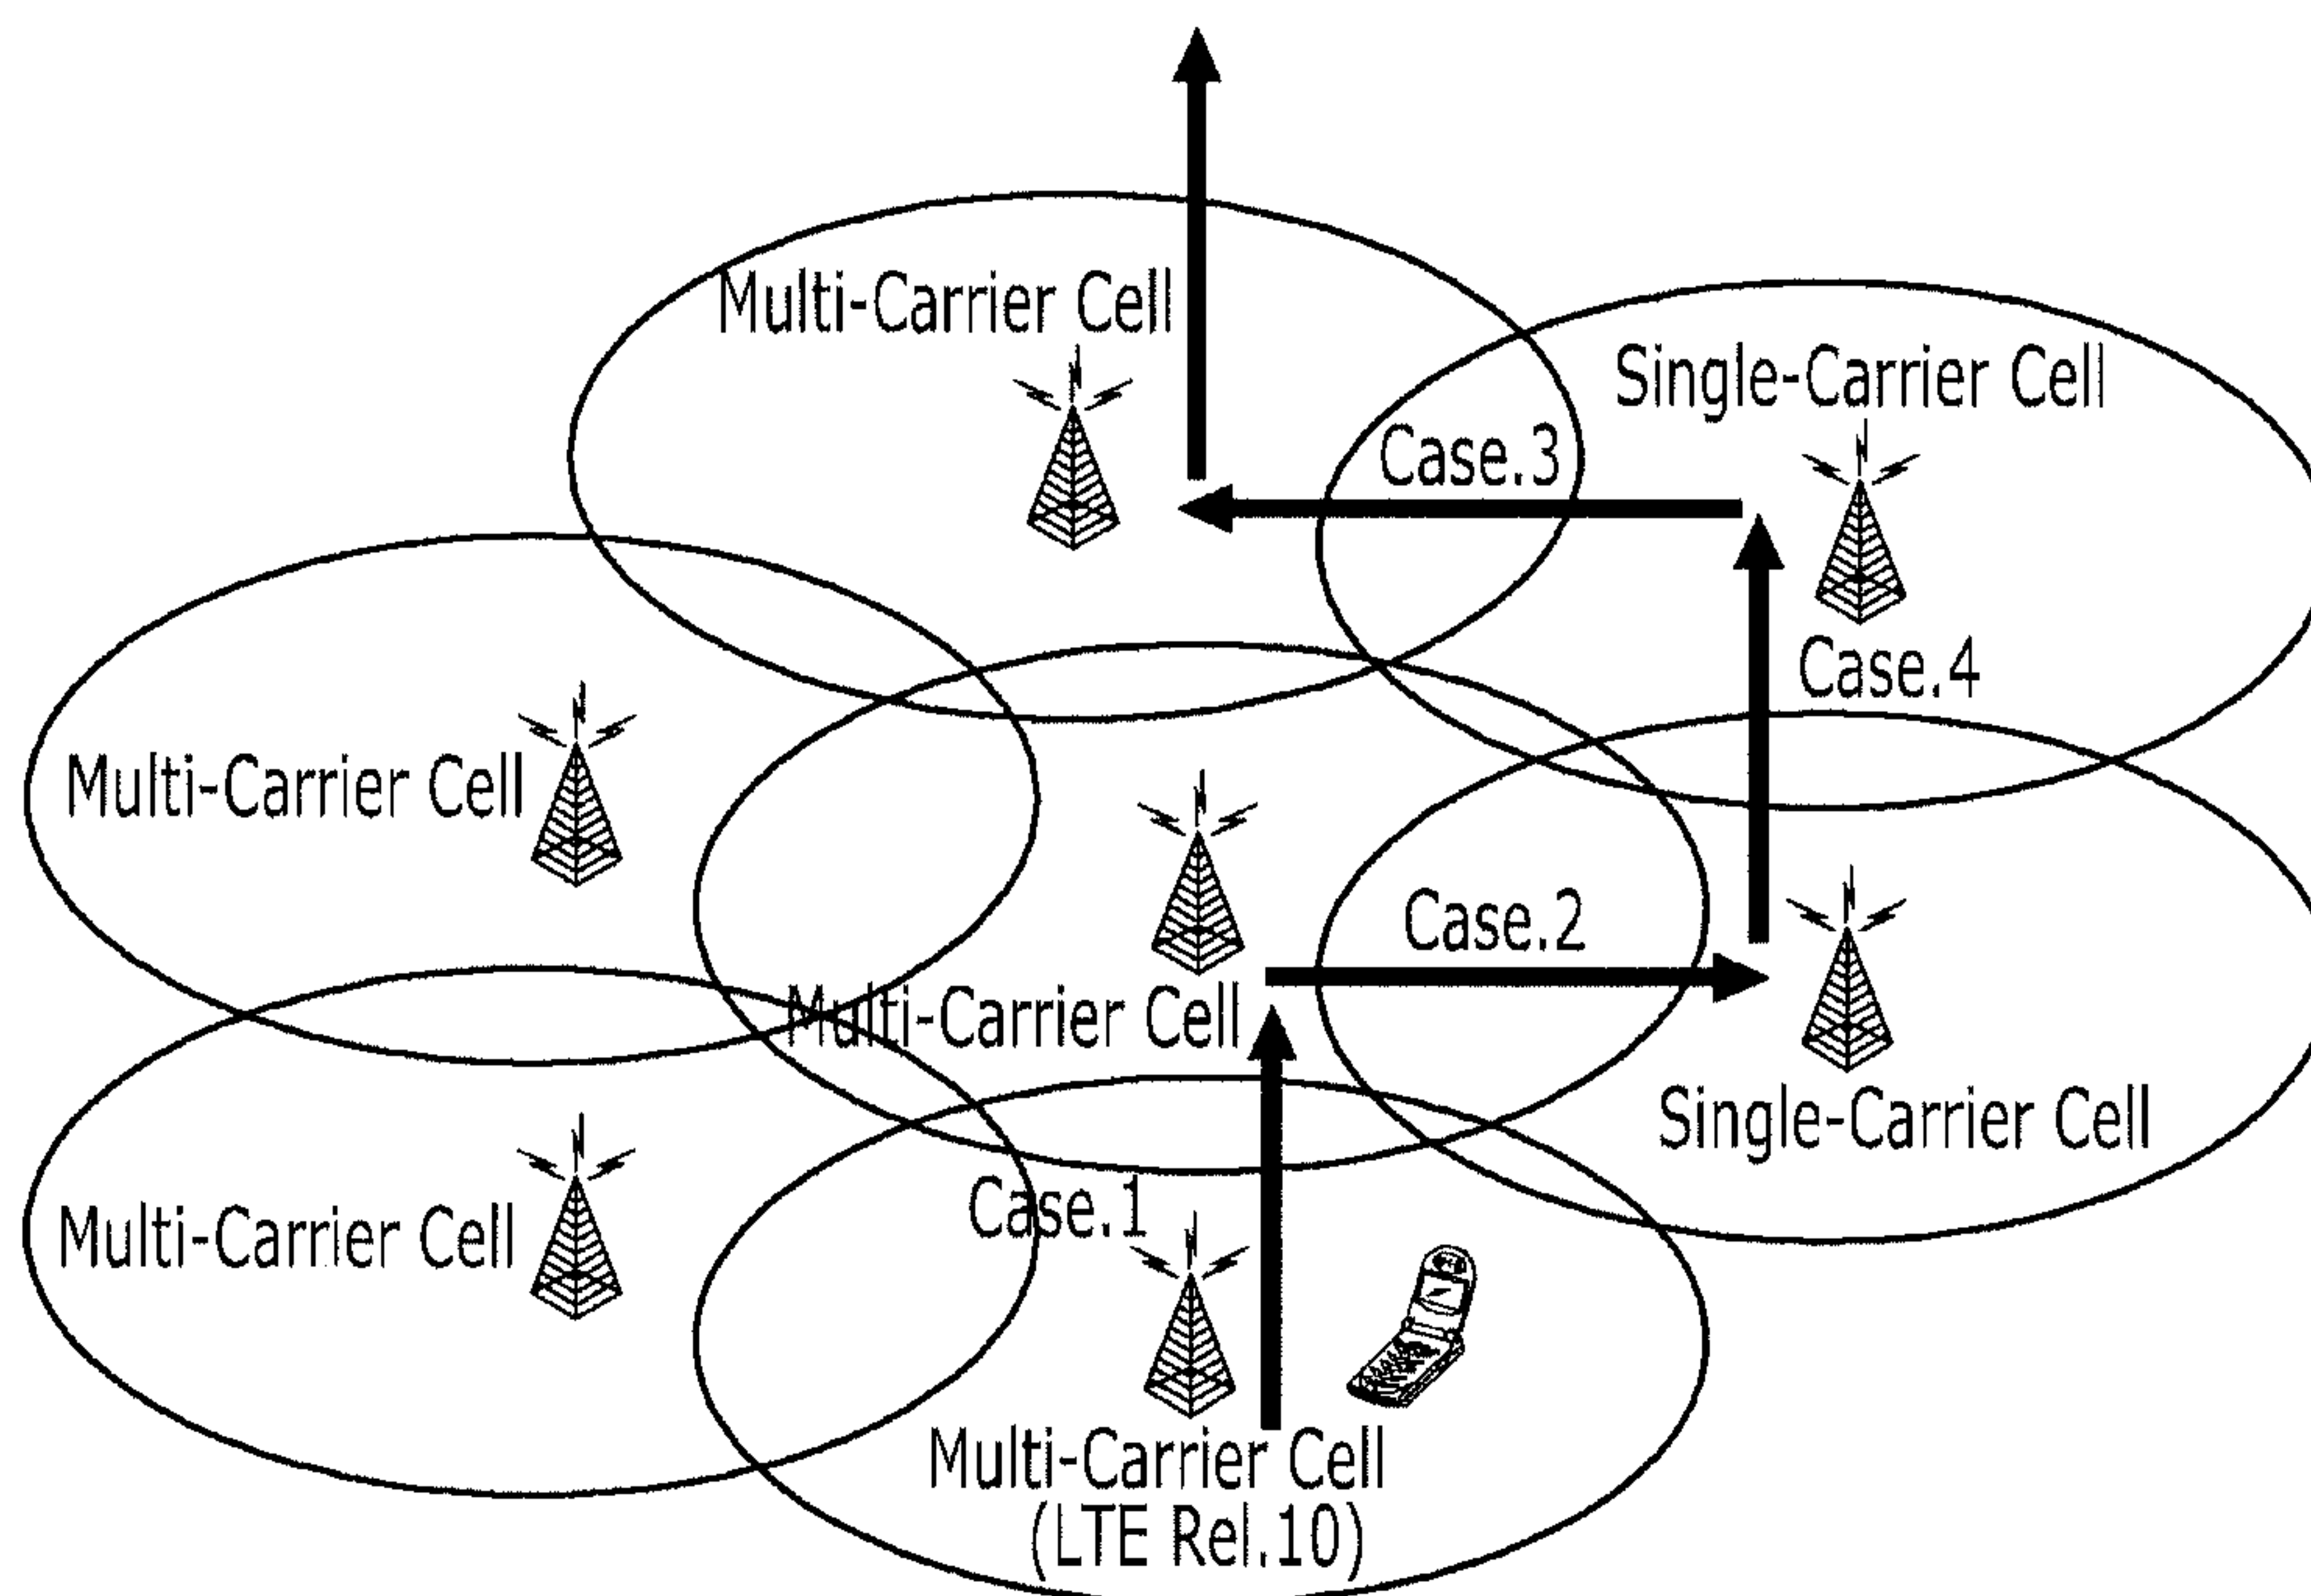 Multi-Carrier Cell
Single-Carrier Cell
Case.3
Case.4
Multi-Carrier Cell
Case.2
Multi-Carrier Cell
Single-Carrier Cell
Case.1
Multi-Carrier Cell
Multi-Carrier Cell
(LTE Rel.10)